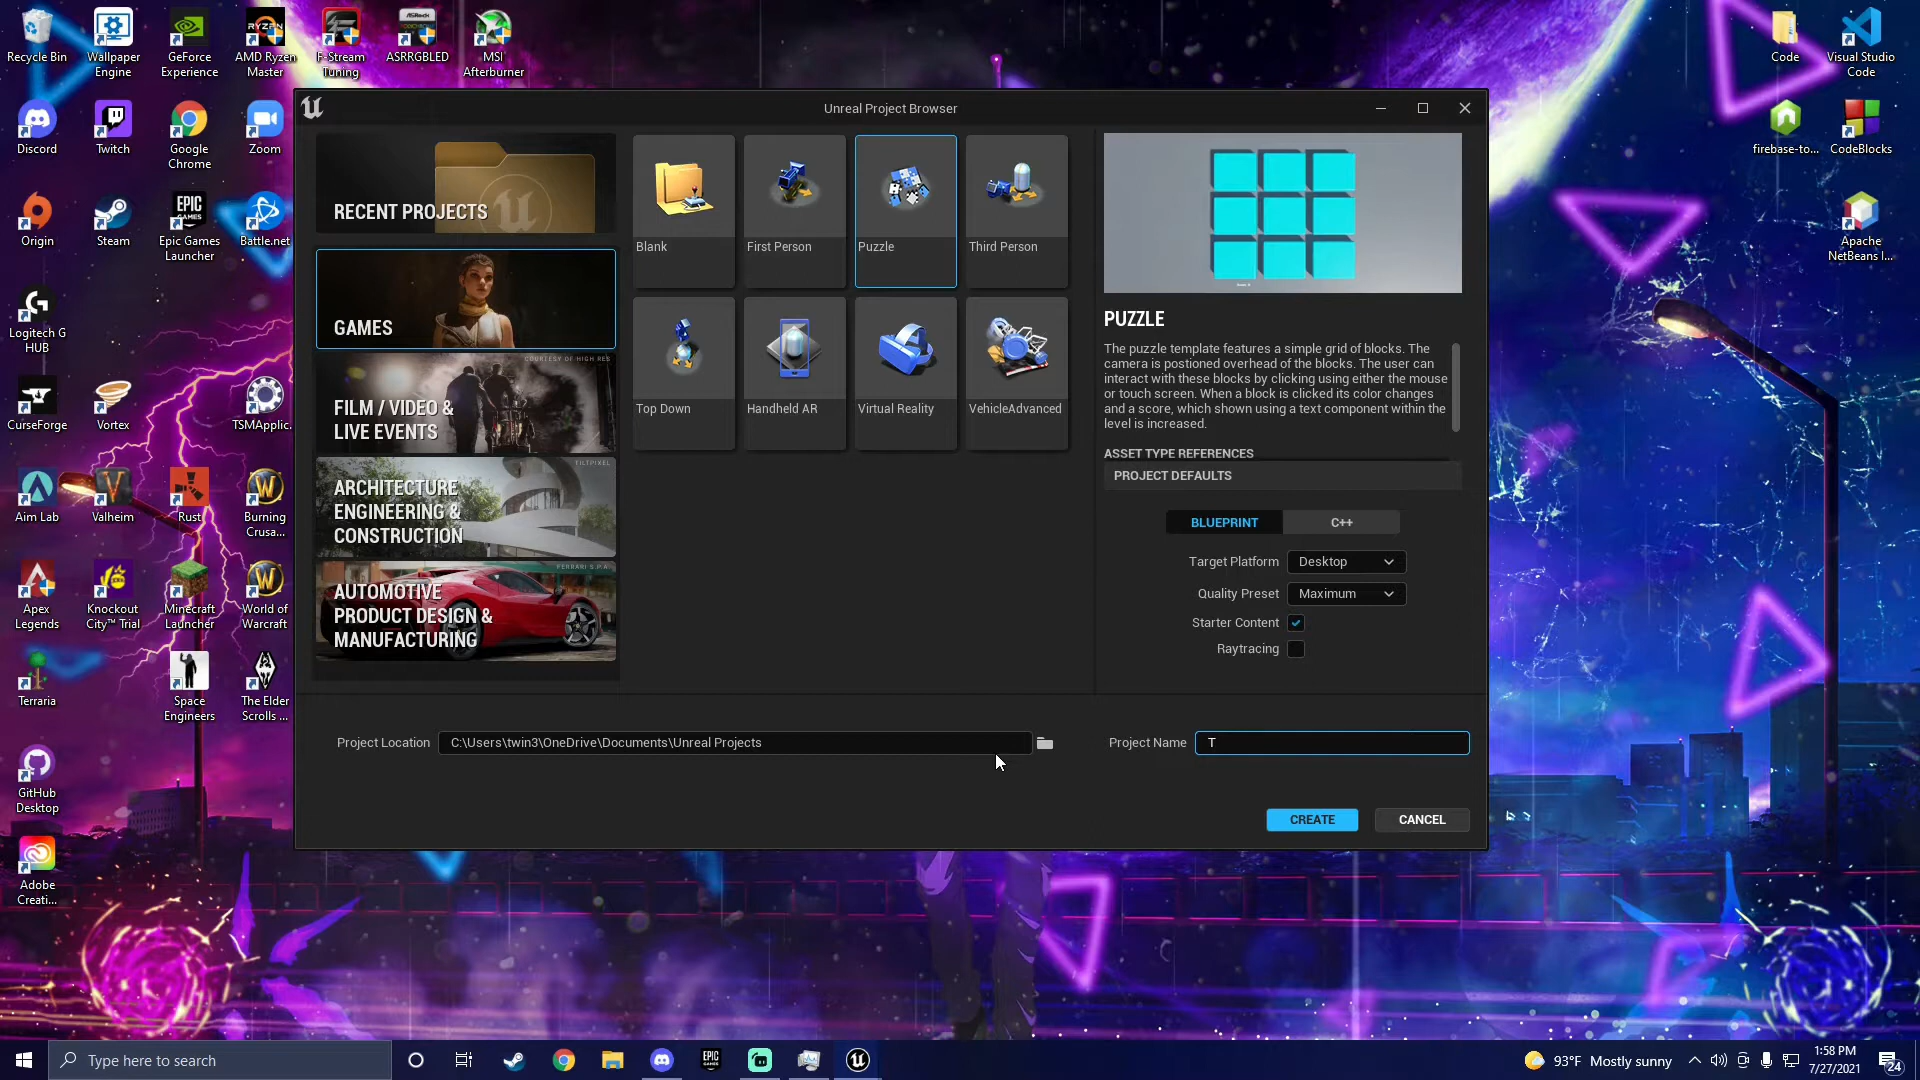 Recycle Bin
Wallpaper
Engine
GeForce
Experience
AMD Ryzen
Master
F-Stream
Tuning
ASRRGBLED
MSI
Afterburner
Code
Visual Studio
Code
Discord
Twitch
Google
Chrome
Zoom
firebase-to...
CodeBlocks
Origin
Steam
Epic Games
Launcher
Battle.net
Apache
NetBeans I...
Logitech G
HUB
CurseForge
Vortex
TSMApplic...
Aim Lab
Valheim
Rust
Burning
Crusa...
Apex
Legends
Knockout
City™ Trial
Minecraft
Launcher
World of
Warcraft
Terraria
Space
Engineers
The Elder
Scrolls ...
GitHub
Desktop
Adobe
Creati...
Unreal Project Browser
RECENT PROJECTS
GAMES
COURTESY OF HIGH RES
FILM / VIDEO &
LIVE EVENTS
TILTPIXEL
ARCHITECTURE
ENGINEERING &
CONSTRUCTION
FERRARI S.P.A
AUTOMOTIVE
PRODUCT DESIGN &
MANUFACTURING
Blank
First Person
Puzzle
Third Person
Top Down
Handheld AR
Virtual Reality
VehicleAdvanced
PUZZLE
The puzzle template features a simple grid of blocks. The
camera is postioned overhead of the blocks. The user can
interact with these blocks by clicking using either the mouse
or touch screen. When a block is clicked its color changes
and a score, which shown using a text component within the
level is increased.
ASSET TYPE REFERENCES
PROJECT DEFAULTS
BLUEPRINT
C++
Target Platform
Desktop
Quality Preset
Maximum
Starter Content
Raytracing
Project Location
C:\Users\twin3\OneDrive\Documents\Unreal Projects
Project Name
T
CREATE
CANCEL
Type here to search
93°F Mostly sunny
1:58 PM
7/27/2021
24